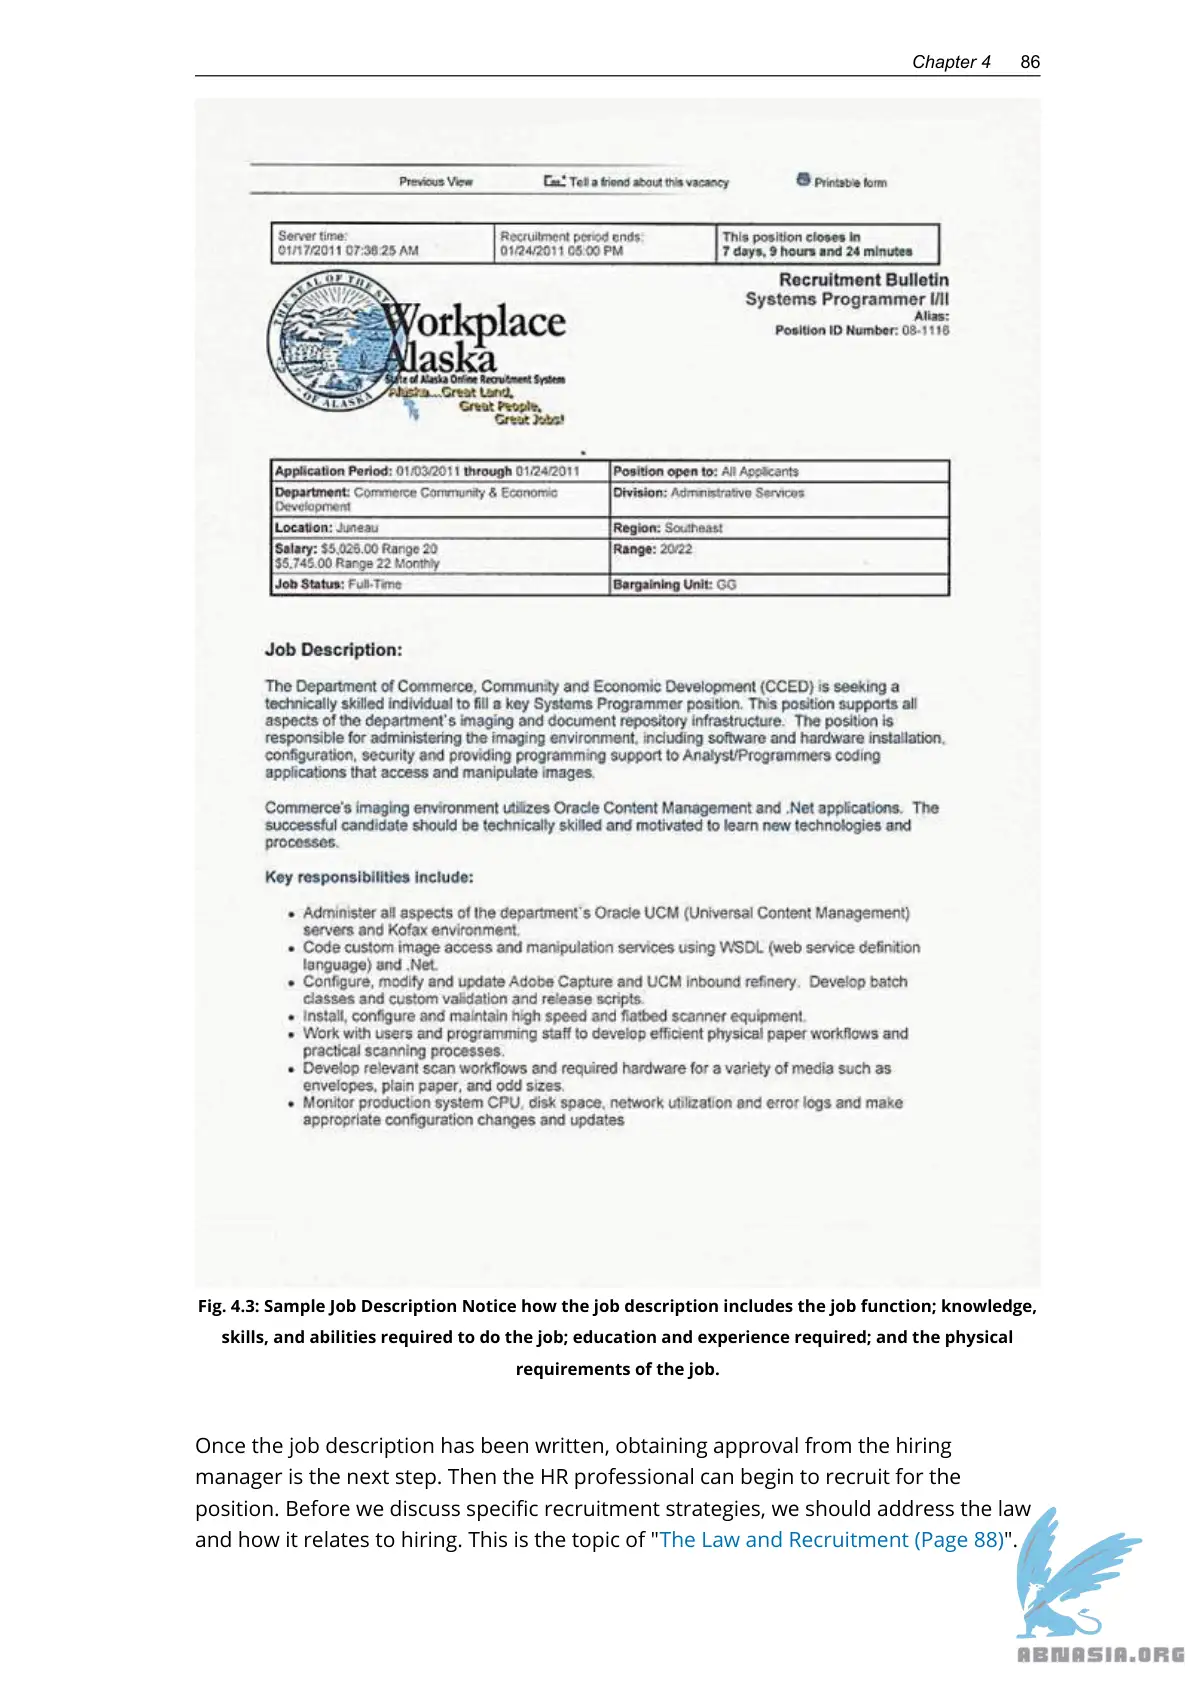 Chapter 4 86
Previous View Tell a friend about this vacancy Printable form
Server time: Recruitment period ends: This position closes in
01/17/2011 07:36:25 AM 01/24/2011 05:00 PM 7 days, 9 hours and 24 minutes
Recruitment Bulletin
Systems Programmer I/II
Alias:
Position ID Number: 08-1116
THE SEAL OF THE STATE OF ALASKA
Workplace
Alaska
State of Alaska Online Recruitment System
Alaska...Great Land,
Great People,
Great Jobs!
Application Period: 01/03/2011 through 01/24/2011 Position open to: All Applicants
Department: Commerce Community & Economic Division: Administrative Services
Development
Location: Juneau Region: Southeast
Salary: $5,026.00 Range 20 Range: 20/22
$5,745.00 Range 22 Monthly
Job Status: Full-Time Bargaining Unit: GG
Job Description:
The Department of Commerce, Community and Economic Development (CCED) is seeking a
technically skilled individual to fill a key Systems Programmer position. This position supports all
aspects of the department's imaging and document repository infrastructure. The position is
responsible for administering the imaging environment, including software and hardware installation,
configuration, security and providing programming support to Analyst/Programmers coding
applications that access and manipulate images.
Commerce's imaging environment utilizes Oracle Content Management and .Net applications. The
successful candidate should be technically skilled and motivated to learn new technologies and
processes.
Key responsibilities include:
• Administer all aspects of the department's Oracle UCM (Universal Content Management)
servers and Kofax environment.
• Code custom image access and manipulation services using WSDL (web service definition
language) and .Net.
• Configure, modify and update Adobe Capture and UCM inbound refinery. Develop batch
classes and custom validation and release scripts.
• Install, configure and maintain high speed and flatbed scanner equipment.
• Work with users and programming staff to develop efficient physical paper workflows and
practical scanning processes.
• Develop relevant scan workflows and required hardware for a variety of media such as
envelopes, plain paper, and odd sizes.
• Monitor production system CPU, disk space, network utilization and error logs and make
appropriate configuration changes and updates
Fig. 4.3: Sample Job Description Notice how the job description includes the job function; knowledge,
skills, and abilities required to do the job; education and experience required; and the physical
requirements of the job.
Once the job description has been written, obtaining approval from the hiring
manager is the next step. Then the HR professional can begin to recruit for the
position. Before we discuss specific recruitment strategies, we should address the law
and how it relates to hiring. This is the topic of "The Law and Recruitment (Page 88)".
ABNASIA.ORG